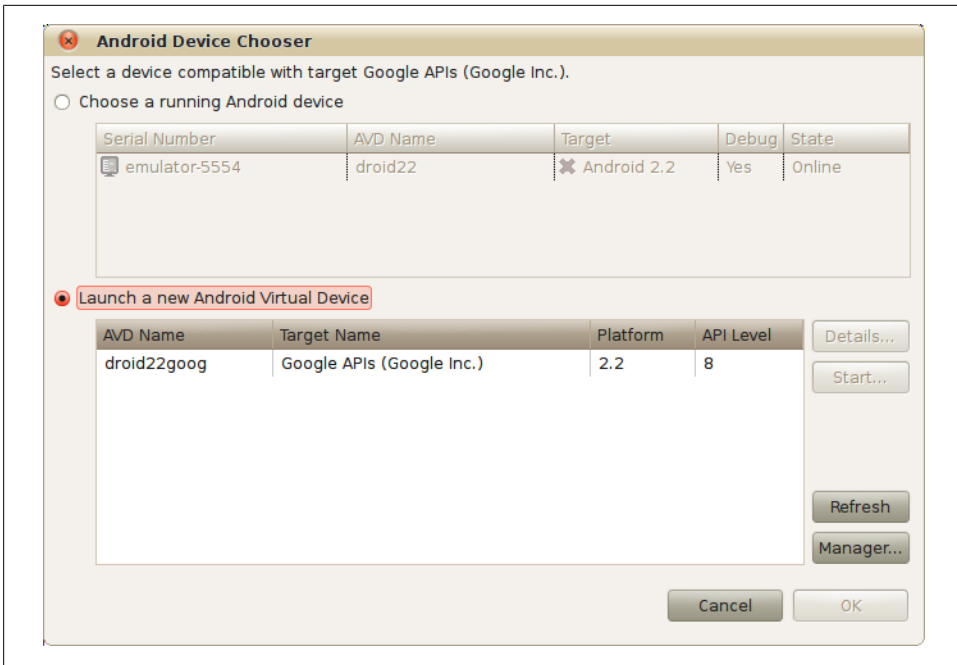 Android Device Chooser
Select a device compatible with target Google APIs (Google Inc.).
Choose a running Android device
Serial Number AVD Name Target Debug State
emulator-5554 droid22 Android 2.2 Yes Online
Launch a new Android Virtual Device
AVD Name Target Name Platform API Level
Details...
droid22goog Google APIs (Google Inc.) 2.2 8
Start...
Refresh
Manager...
Cancel OK